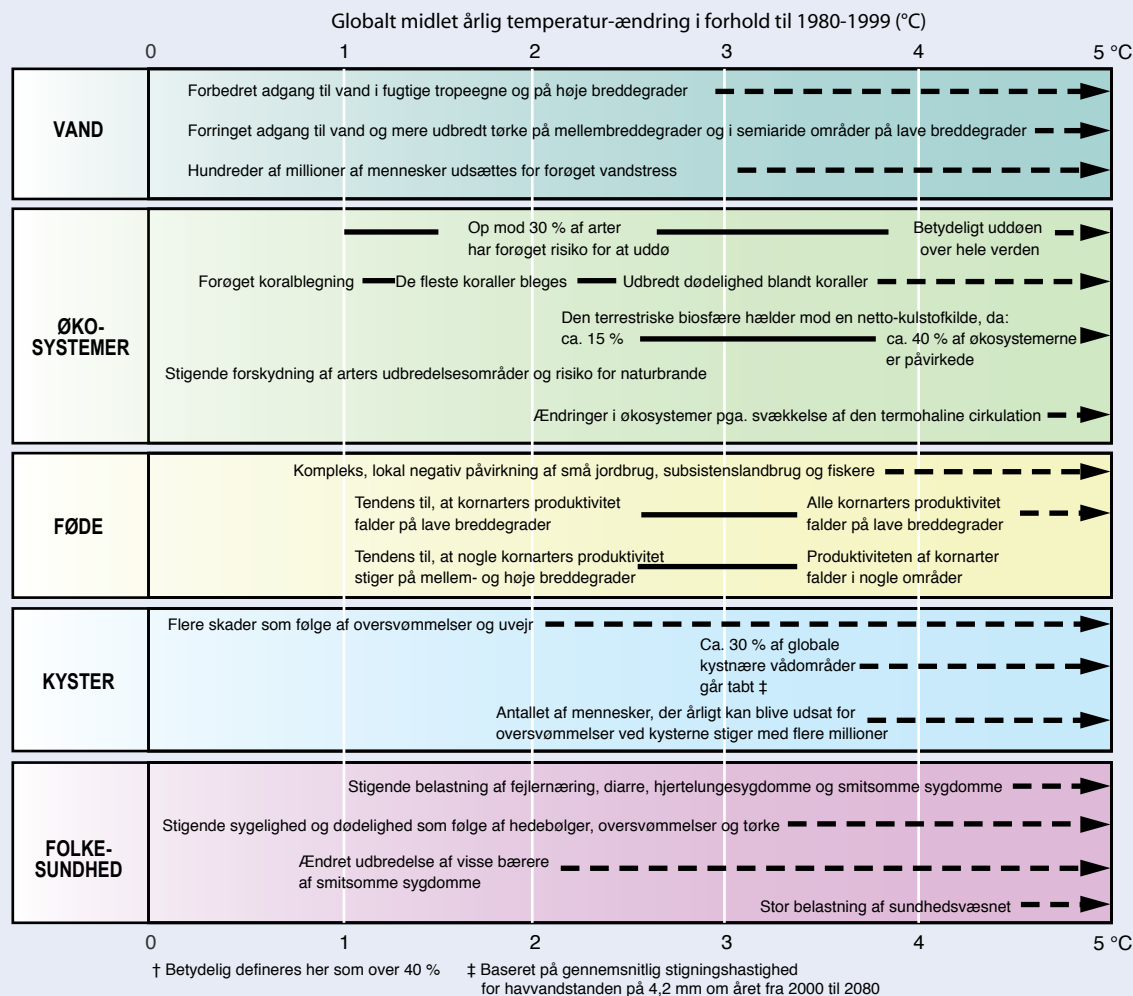 Globalt midlet årlig temperatur-ændring i forhold til 1980-1999 (°C)
0 1 2 3 4 5 °C
VAND
Forbedret adgang til vand i fugtige tropeegne og på høje breddegrader
Forringet adgang til vand og mere udbredt tørke på mellembreddegrader og i semiaride områder på lave breddegrader
Hundreder af millioner af mennesker udsættes for forøget vandstress
ØKO-
SYSTEMER
Op mod 30 % af arter
har forøget risiko for at uddø
Betydeligt uddøen
over hele verden
Forøget koralblegning
De fleste koraller bleges
Udbredt dødelighed blandt koraller
Den terrestriske biosfære hælder mod en netto-kulstofkilde, da:
ca. 15 %
ca. 40 % af økosystemerne
er påvirkede
Stigende forskydning af arters udbredelsesområder og risiko for naturbrande
Ændringer i økosystemer pga. svækkelse af den termohaline cirkulation
FØDE
Kompleks, lokal negativ påvirkning af små jordbrug, subsistenslandbrug og fiskere
Tendens til, at kornarters produktivitet
falder på lave breddegrader
Alle kornarters produktivitet
falder på lave breddegrader
Tendens til, at nogle kornarters produktivitet
stiger på mellem- og høje breddegrader
Produktiviteten af kornarter
falder i nogle områder
KYSTER
Flere skader som følge af oversvømmelser og uvejr
Ca. 30 % af globale
kystnære vådområder
går tabt ‡
Antallet af mennesker, der årligt kan blive udsat for
oversvømmelser ved kysterne stiger med flere millioner
FOLKE-
SUNDHED
Stigende belastning af fejlernæring, diarre, hjertelungesygdomme og smitsomme sygdomme
Stigende sygelighed og dødelighed som følge af hedebølger, oversvømmelser og tørke
Ændret udbredelse af visse bærere
af smitsomme sygdomme
Stor belastning af sundhedsvæsnet
0 1 2 3 4 5 °C
† Betydelig defineres her som over 40 %
‡ Baseret på gennemsnitlig stigningshastighed
for havvandstanden på 4,2 mm om året fra 2000 til 2080